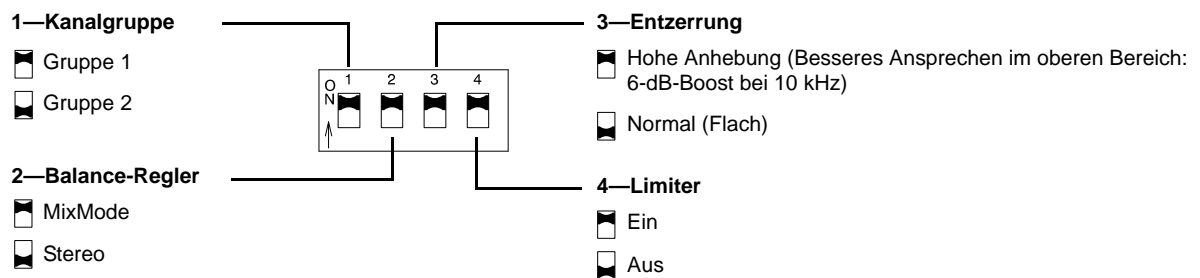 1—Kanalgruppe
Gruppe 1
Gruppe 2
2—Balance-Regler
MixMode
Stereo
ON
1 2 3 4
3—Entzerrung
Hohe Anhebung (Besseres Ansprechen im oberen Bereich:
6-dB-Boost bei 10 kHz)
Normal (Flach)
4—Limiter
Ein
Aus